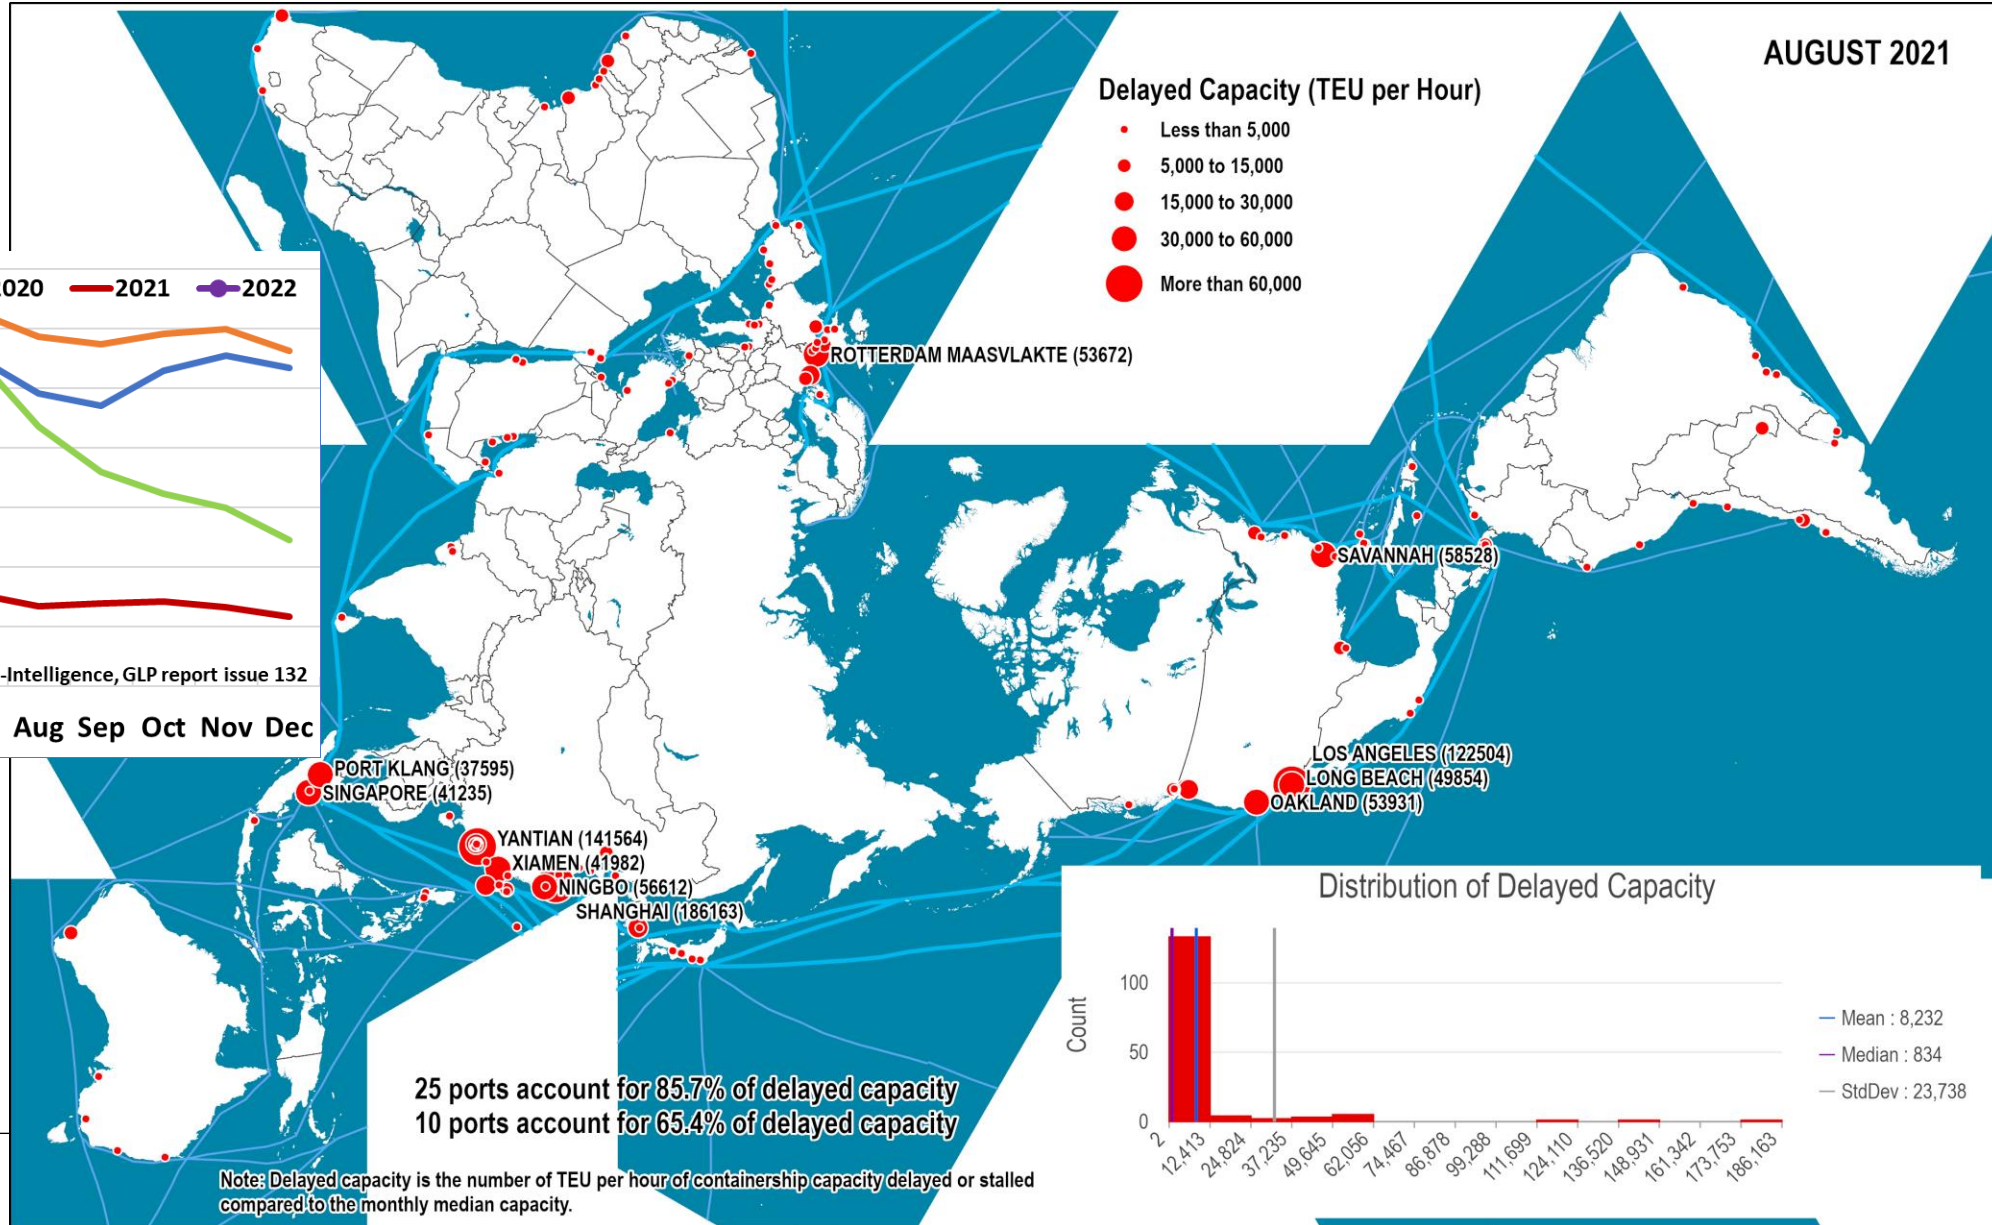 AUGUST 2021
Delayed Capacity (TEU per Hour)
Less than 5,000
5,000 to 15,000
15,000 to 30,000
30,000 to 60,000
More than 60,000
2021
2022
-Intelligence, GLP report issue 132
Aug Sep Oct Nov Dec
ROTTERDAM MAASVLAKTE (53672)
SAVANNAH (58528)
LOS ANGELES (122504)
LONG BEACH (49854)
OAKLAND (53931)
PORT KLANG (37595)
SINGAPORE (41235)
YANTIAN (141564)
XIAMEN (41982)
NINGBO (56612)
SHANGHAI (186163)
25 ports account for 85.7% of delayed capacity
10 ports account for 65.4% of delayed capacity
Note: Delayed capacity is the number of TEU per hour of containership capacity delayed or stalled
compared to the monthly median capacity.
Distribution of Delayed Capacity
Count
100
50
0
2
12,413
24,824
37,235
49,645
62,056
74,467
86,878
99,288
111,699
124,110
136,520
148,931
161,342
173,753
186,163
Mean : 8,232
Median : 834
StdDev : 23,738